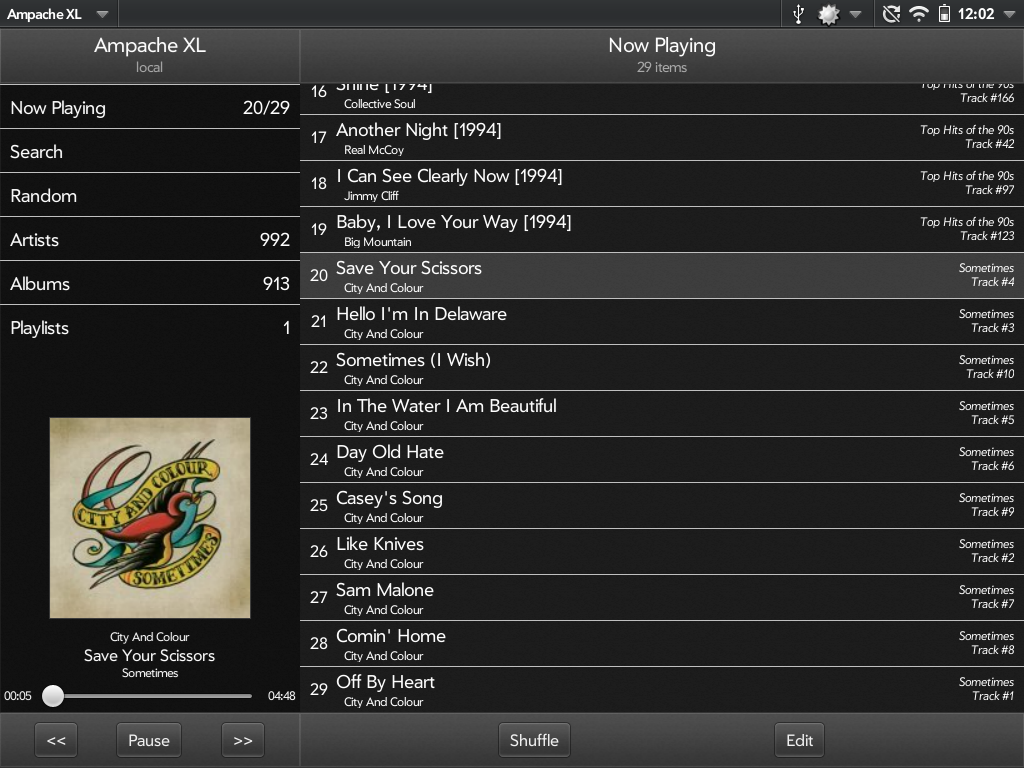 Ampache XL
12:02
Ampache XL
local
Now Playing
29 items
Now Playing 20/29
Search
Random
Artists 992
Albums 913
Playlists 1
CITY AND COLOUR
SOMETIMES
City And Colour
Save Your Scissors
Sometimes
00:05 04:48
<< Pause >>
16 Shine [1994] Top Hits of the 90s
Collective Soul Track #166
17 Another Night [1994] Top Hits of the 90s
Real McCoy Track #42
18 I Can See Clearly Now [1994] Top Hits of the 90s
Jimmy Cliff Track #97
19 Baby, I Love Your Way [1994] Top Hits of the 90s
Big Mountain Track #123
20 Save Your Scissors Sometimes
City And Colour Track #4
21 Hello I'm In Delaware Sometimes
City And Colour Track #3
22 Sometimes (I Wish) Sometimes
City And Colour Track #10
23 In The Water I Am Beautiful Sometimes
City And Colour Track #5
24 Day Old Hate Sometimes
City And Colour Track #6
25 Casey's Song Sometimes
City And Colour Track #9
26 Like Knives Sometimes
City And Colour Track #2
27 Sam Malone Sometimes
City And Colour Track #7
28 Comin' Home Sometimes
City And Colour Track #8
29 Off By Heart Sometimes
City And Colour Track #1
Shuffle Edit